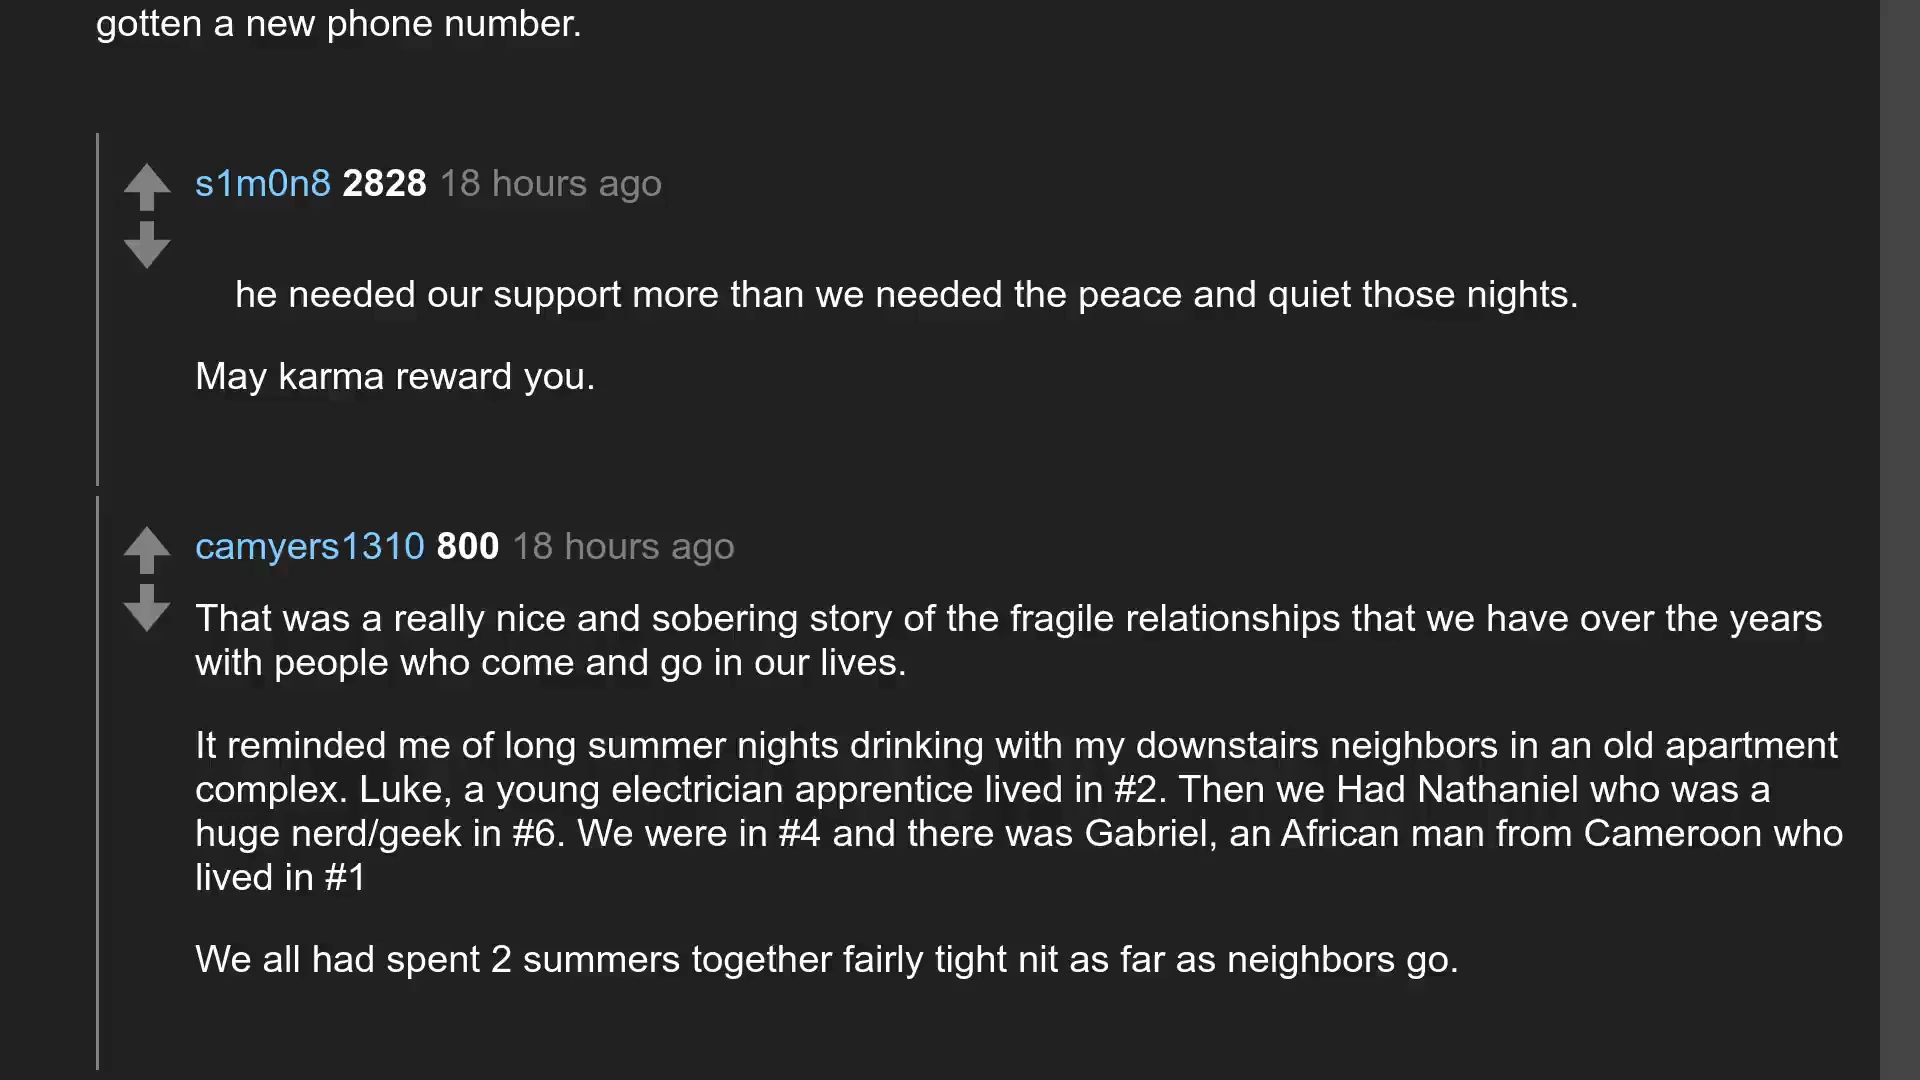 gotten a new phone number.
s1m0n8 2828 18 hours ago
he needed our support more than we needed the peace and quiet those nights.
May karma reward you.
camyers1310 800 18 hours ago
That was a really nice and sobering story of the fragile relationships that we have over the years
with people who come and go in our lives.
It reminded me of long summer nights drinking with my downstairs neighbors in an old apartment
complex. Luke, a young electrician apprentice lived in #2. Then we Had Nathaniel who was a
huge nerd/geek in #6. We were in #4 and there was Gabriel, an African man from Cameroon who
lived in #1
We all had spent 2 summers together fairly tight nit as far as neighbors go.